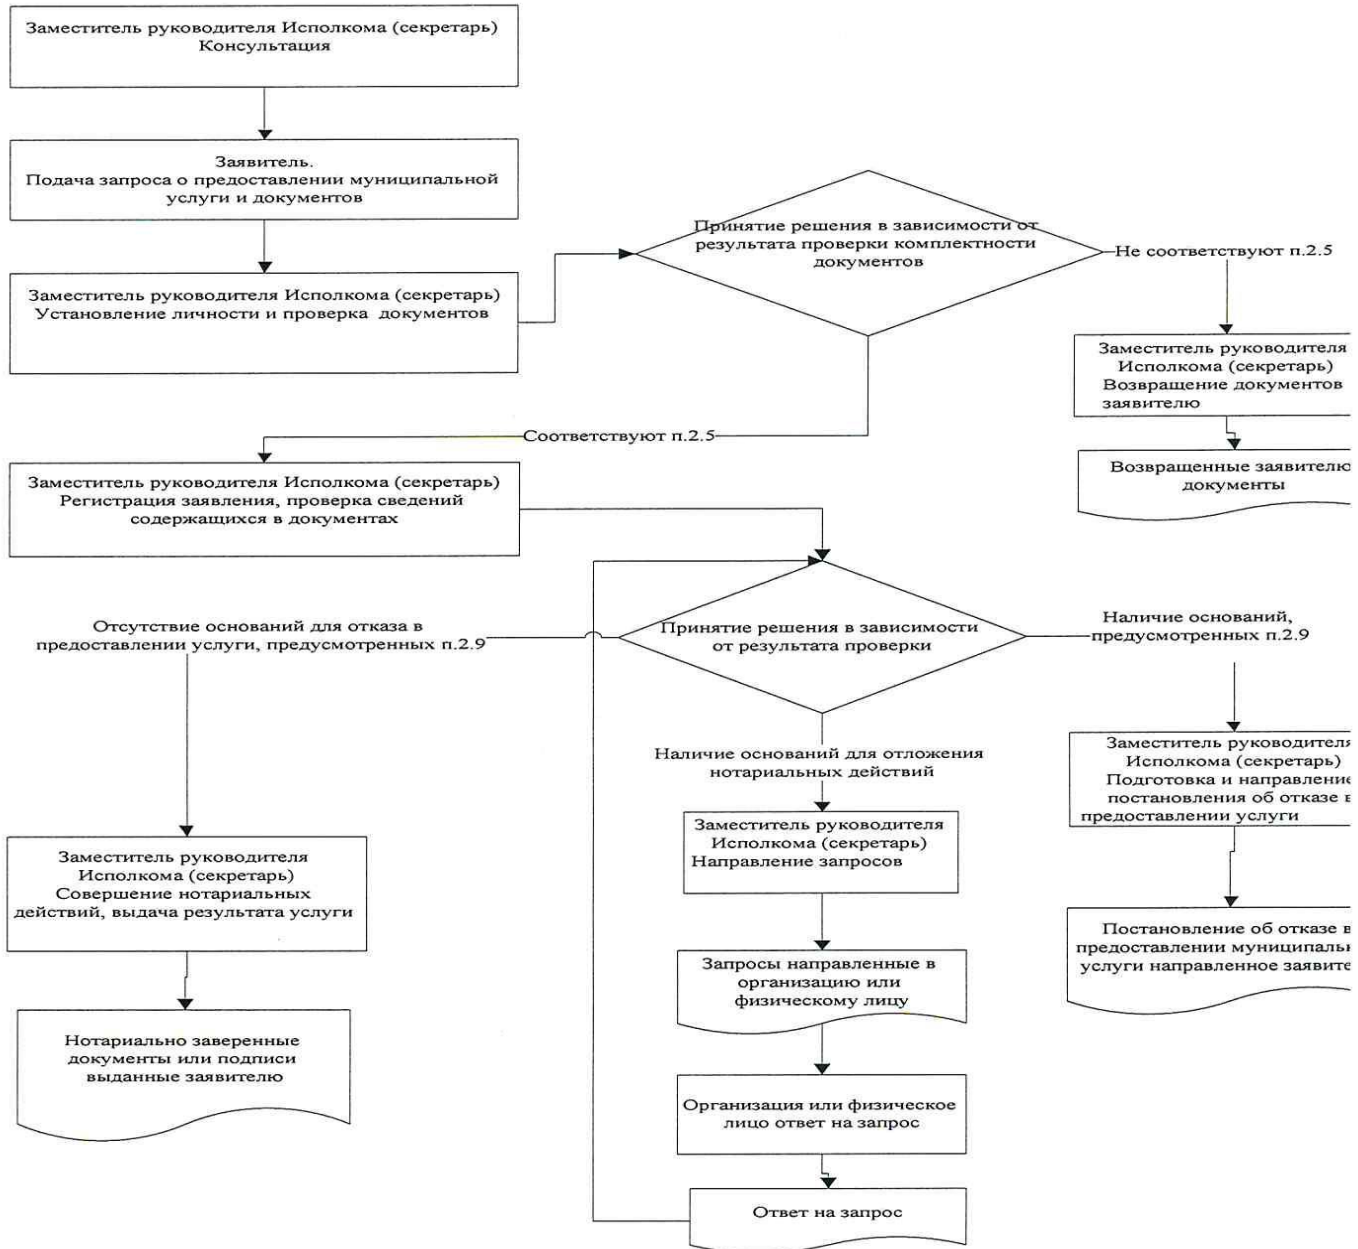 Заместитель руководителя Исполкома (секретарь)
Консультация
Заявитель.
Подача запроса о предоставлении муниципальной
услуги и документов
Заместитель руководителя Исполкома (секретарь)
Установление личности и проверка документов
Принятие решения в зависимости от
результата проверки комплектности
документов
Не соответствуют п.2.5
Заместитель руководителя
Исполкома (секретарь)
Возвращение документов
заявителю
Возвращенные заявителю
документы
Соответствуют п.2.5
Заместитель руководителя Исполкома (секретарь)
Регистрация заявления, проверка сведений
содержащихся в документах
Принятие решения в зависимости
от результата проверки
Отсутствие оснований для отказа в
предоставлении услуги, предусмотренных п.2.9
Наличие оснований,
предусмотренных п.2.9
Наличие оснований для отложения
нотариальных действий
Заместитель руководителя
Исполкома (секретарь)
Совершение нотариальных
действий, выдача результата услуги
Нотариально заверенные
документы или подписи
выданные заявителю
Заместитель руководителя
Исполкома (секретарь)
Направление запросов
Запросы направленные в
организацию или
физическому лицу
Организация или физическое
лицо ответ на запрос
Ответ на запрос
Заместитель руководителя
Исполкома (секретарь)
Подготовка и направление
постановления об отказе в
предоставлении услуги
Постановление об отказе в
предоставлении
услуги направленное